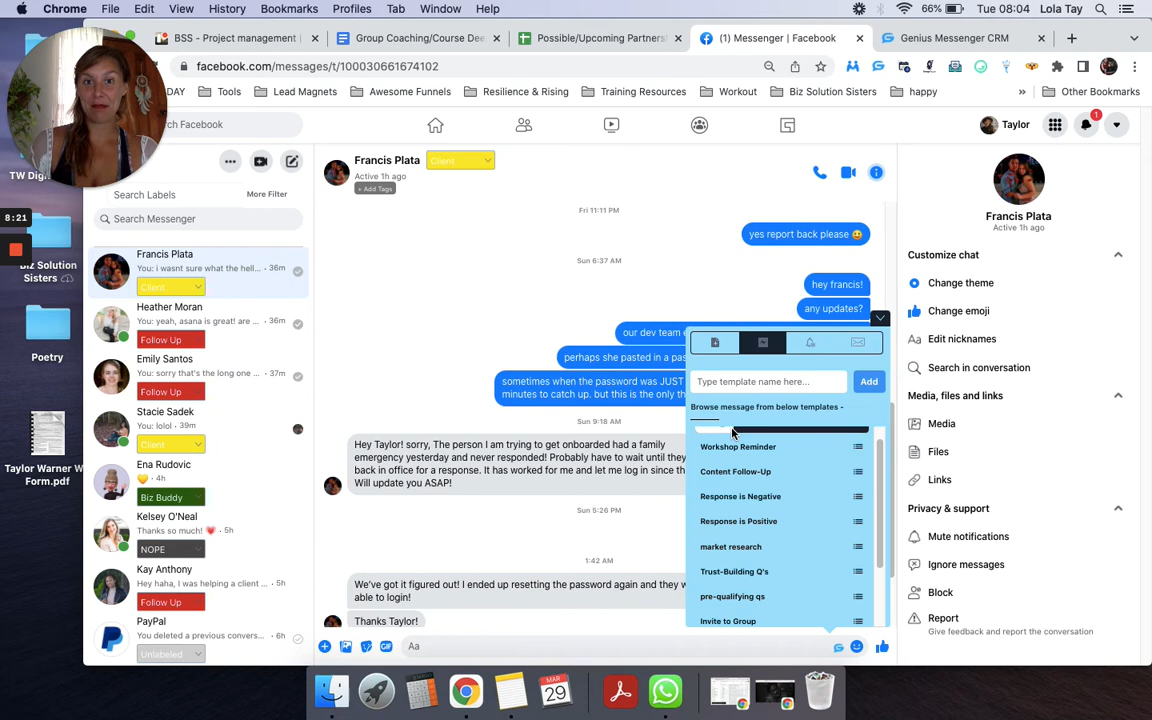 Chrome File Edit View History Bookmarks Profiles Tab Window Help 66% Tue 08:04 Lola Tay
BSS - Project management ( Group Coaching/Course Dee Possible/Upcoming Partners (1) Messenger | Facebook Genius Messenger CRM
facebook.com/messages/t/100030661674102
DAY Tools Lead Magnets Awesome Funnels Resilience & Rising Training Resources Workout Biz Solution Sisters happy » Other Bookmarks
ch Facebook
Taylor
1
Search Labels More Filter
Search Messenger
Francis Plata
You: i wasnt sure what the hell... · 36m
Client
Heather Moran
You: yeah, asana is great! are ... · 36m
Follow Up
Emily Santos
You: sorry that's the long one ... · 37m
Follow Up
Stacie Sadek
You: lolol · 39m
Client
Ena Rudovic
💛 · 4h
Biz Buddy
Kelsey O'Neal
Thanks so much! 💗 · 5h
NOPE
Kay Anthony
Hey haha, I was helping a client ... · 5h
Follow Up
PayPal
You deleted a previous convers... · 6h
Unlabeled
Francis Plata
Client
Active 1h ago
+ Add Tags
Fri 11:11 PM
yes report back please 😀
Sun 6:37 AM
hey francis!
any updates?
our dev team
perhaps she pasted in a pas
sometimes when the password was JUST
minutes to catch up. but this is the only th
Sun 9:18 AM
Hey Taylor! sorry, The person I am trying to get onboarded had a family
emergency yesterday and never responded! Probably have to wait until they
back in office for a response. It has worked for me and let me log in since th
Will update you ASAP!
Sun 5:26 PM
1:42 AM
We've got it figured out! I ended up resetting the password again and they w
able to login!
Thanks Taylor!
GIF
Aa
Type template name here...
Add
Browse message from below templates -
Workshop Reminder
Content Follow-Up
Response is Negative
Response is Positive
market research
Trust-Building Q's
pre-qualifying qs
Invite to Group
Francis Plata
Active 1h ago
Customize chat
Change theme
Change emoji
Aa Edit nicknames
Search in conversation
Media, files and links
Media
Files
Links
Privacy & support
Mute notifications
Ignore messages
Block
Report
Give feedback and report the conversation
TW Dig
8:21
Biz Solution
Sisters
Poetry
Taylor Warner W
Form.pdf
MAR
29